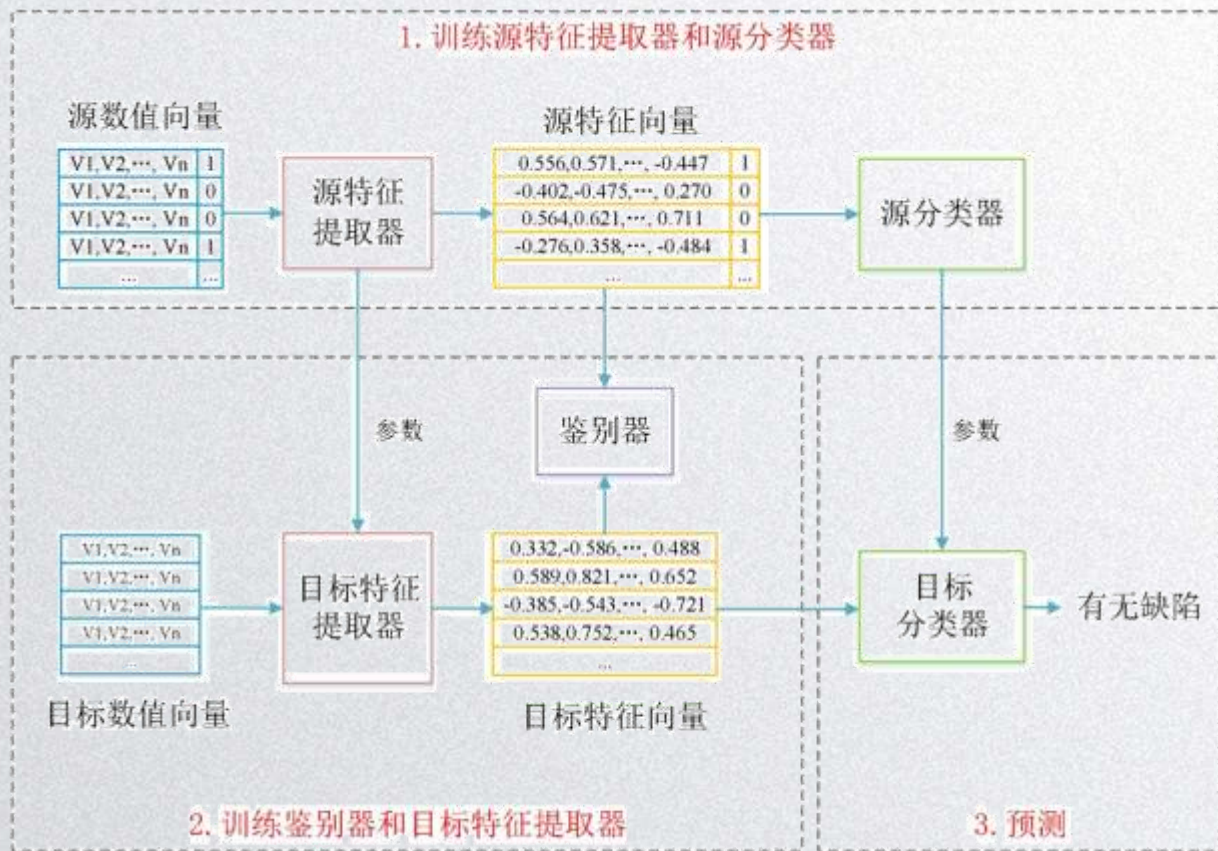 1. 训练源特征提取器和源分类器
源数值向量
V1,V2,···, Vn 1
V1,V2,···, Vn 0
V1,V2,···, Vn 0
V1,V2,···, Vn 1
... ...
源特征
提取器
源特征向量
0.556,0.571,···, -0.447 1
-0.402,-0.475,···, 0.270 0
0.564,0.621,···, 0.711 0
-0.276,0.358,···, -0.484 1
... ...
源分类器
参数
鉴别器
参数
V1,V2,···, Vn
V1,V2,···, Vn
V1,V2,···, Vn
V1,V2,···, Vn
...
目标数值向量
目标特征
提取器
0.332,-0.586,···, 0.488
0.589,0.821,···, 0.652
-0.385,-0.543,···, -0.721
0.538,0.752,···, 0.465
...
目标特征向量
目标
分类器
有无缺陷
2. 训练鉴别器和目标特征提取器
3. 预测